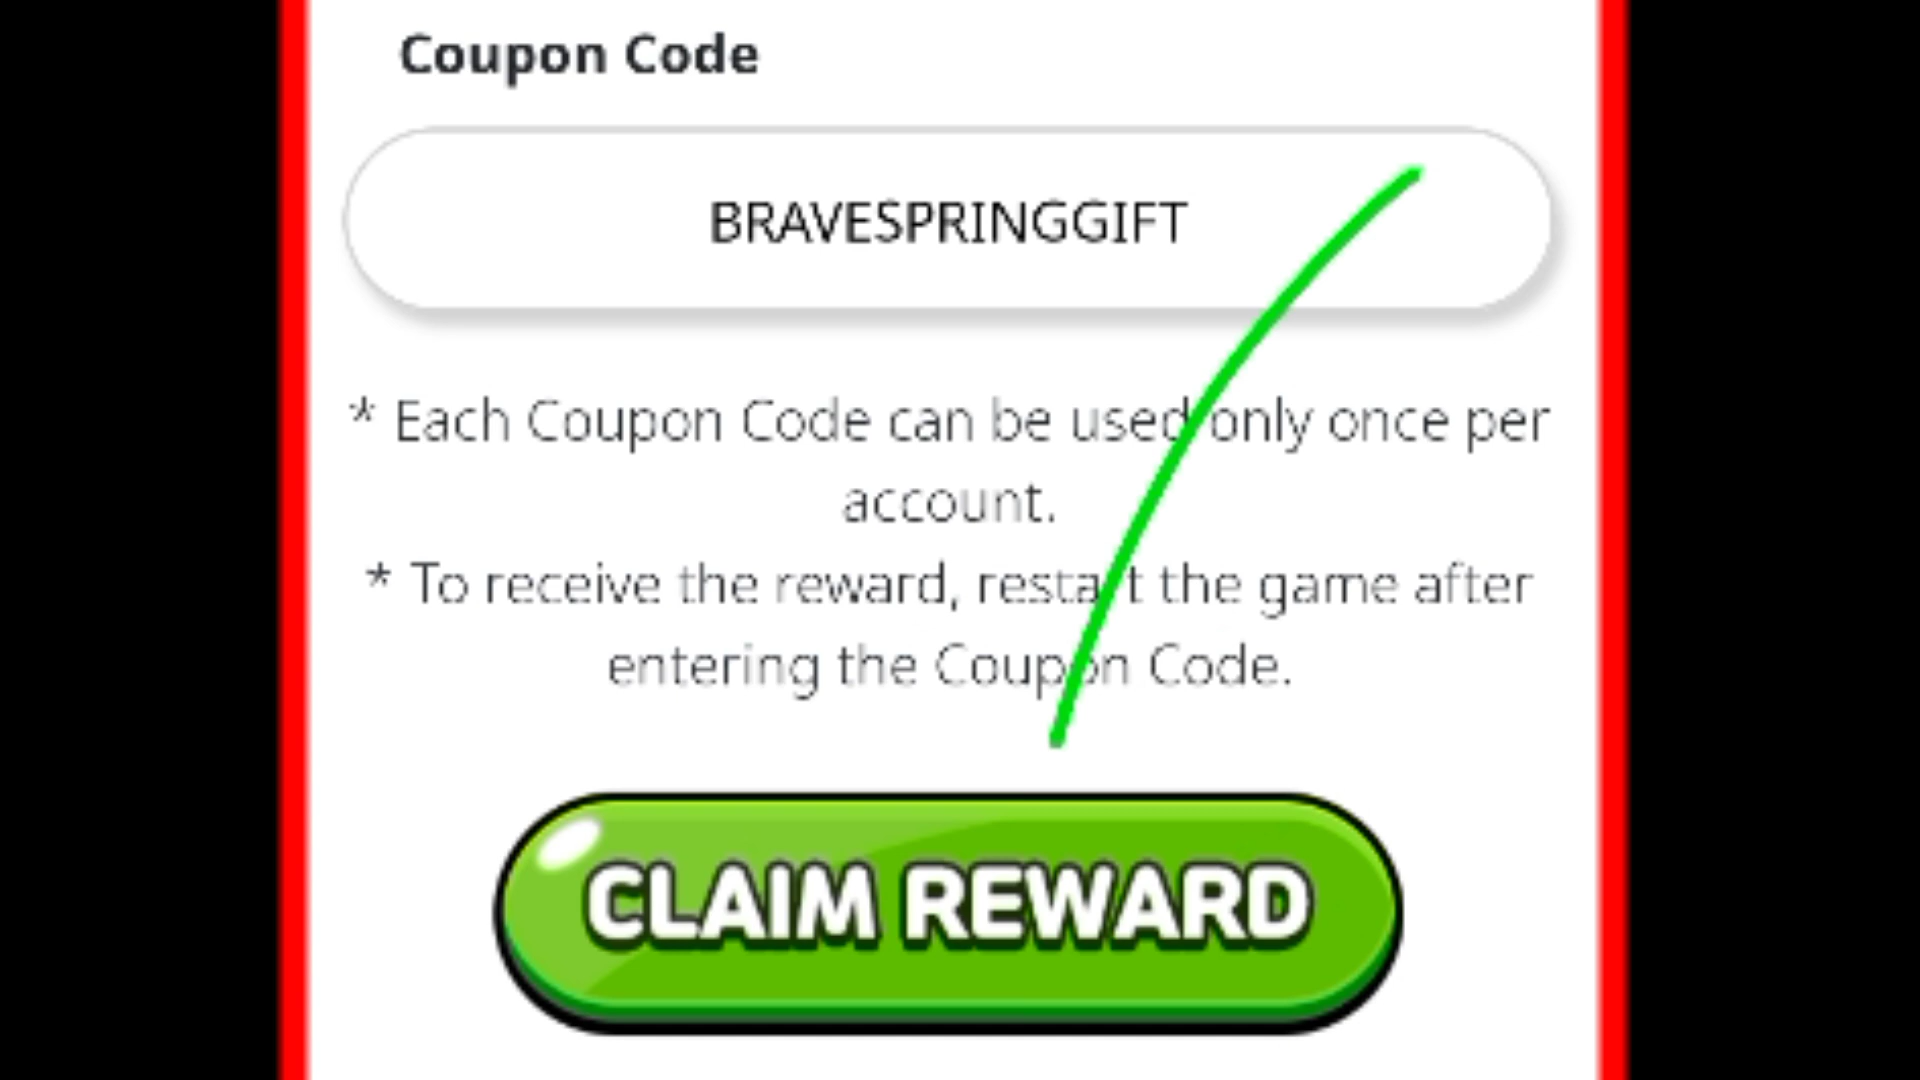 Coupon Code
BRAVESPRINGGIFT
* Each Coupon Code can be used only once per
account.
* To receive the reward, restart the game after
entering the Coupon Code.
CLAIM REWARD